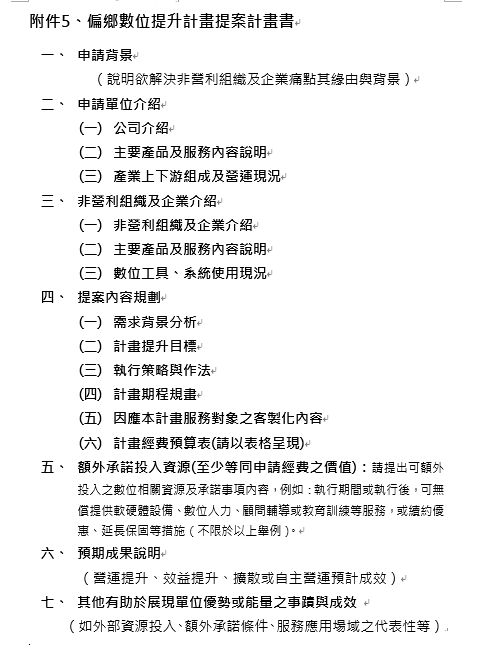 附件5、偏鄉數位提升計畫提案計畫書
一、 申請背景
（說明欲解決非營利組織及企業痛點其緣由與背景）
二、 申請單位介紹
(一) 公司介紹
(二) 主要產品及服務內容說明
(三) 產業上下游組成及營運現況
三、 非營利組織及企業介紹
(一) 非營利組織及企業介紹
(二) 主要產品及服務內容說明
(三) 數位工具、系統使用現況
四、 提案內容規劃
(一) 需求背景分析
(二) 計畫提升目標
(三) 執行策略與作法
(四) 計畫期程規畫
(五) 因應本計畫服務對象之客製化內容
(六) 計畫經費預算表(請以表格呈現)
五、 額外承諾投入資源(至少等同申請經費之價值)：請提出可額外
投入之數位相關資源及承諾事項內容，例如：執行期間或執行後，可無
償提供軟硬體設備、數位人力、顧問輔導或教育訓練等服務，或續約優
惠、延長保固等措施（不限於以上舉例）。
六、 預期成果說明
（營運提升、效益提升、擴散或自主營運預計成效）
七、 其他有助於展現單位優勢或能量之事蹟與成效
（如外部資源投入、額外承諾條件、服務應用場域之代表性等）